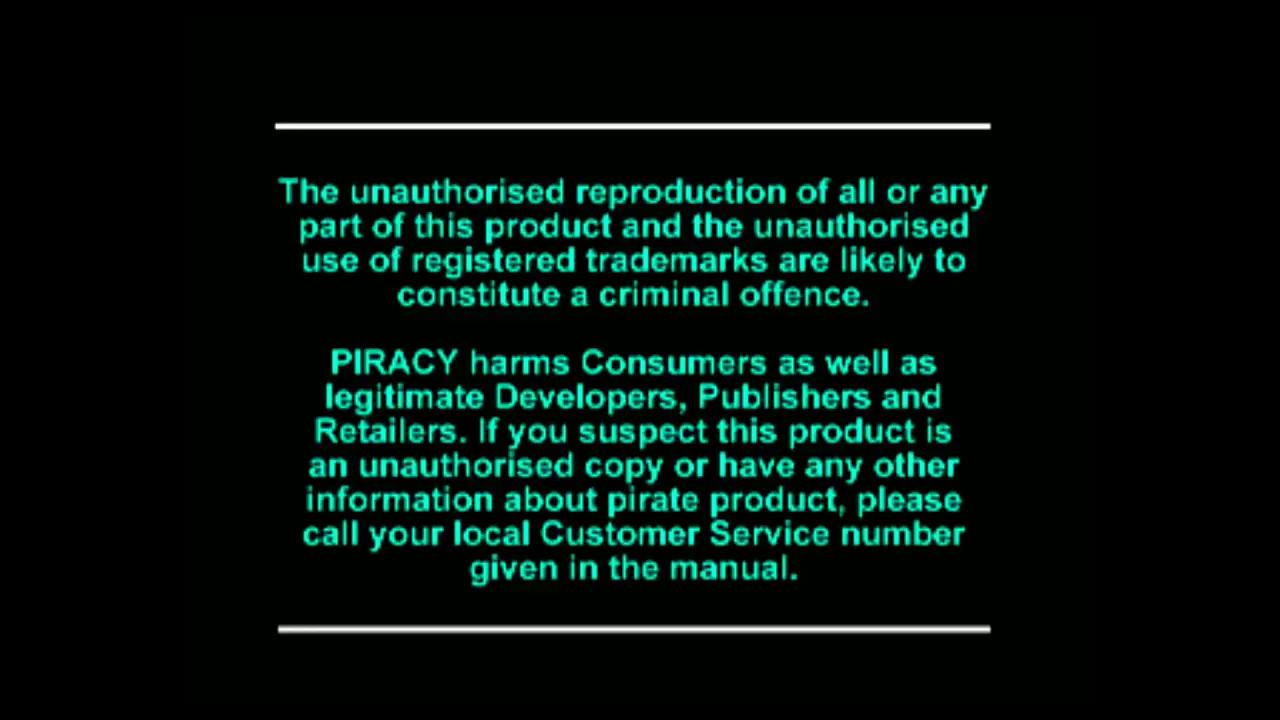 The unauthorised reproduction of all or any
part of this product and the unauthorised
use of registered trademarks are likely to
constitute a criminal offence.
PIRACY harms Consumers as well as
legitimate Developers, Publishers and
Retailers. If you suspect this product is
an unauthorised copy or have any other
information about pirate product, please
call your local Customer Service number
given in the manual.